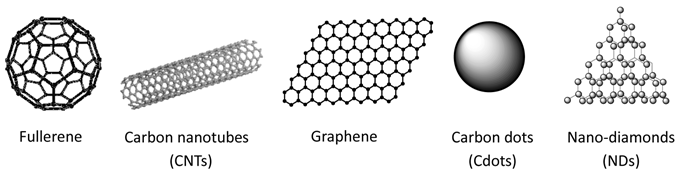 Fullerene
Carbon nanotubes
(CNTs)
Graphene
Carbon dots
(Cdots)
Nano-diamonds
(NDs)